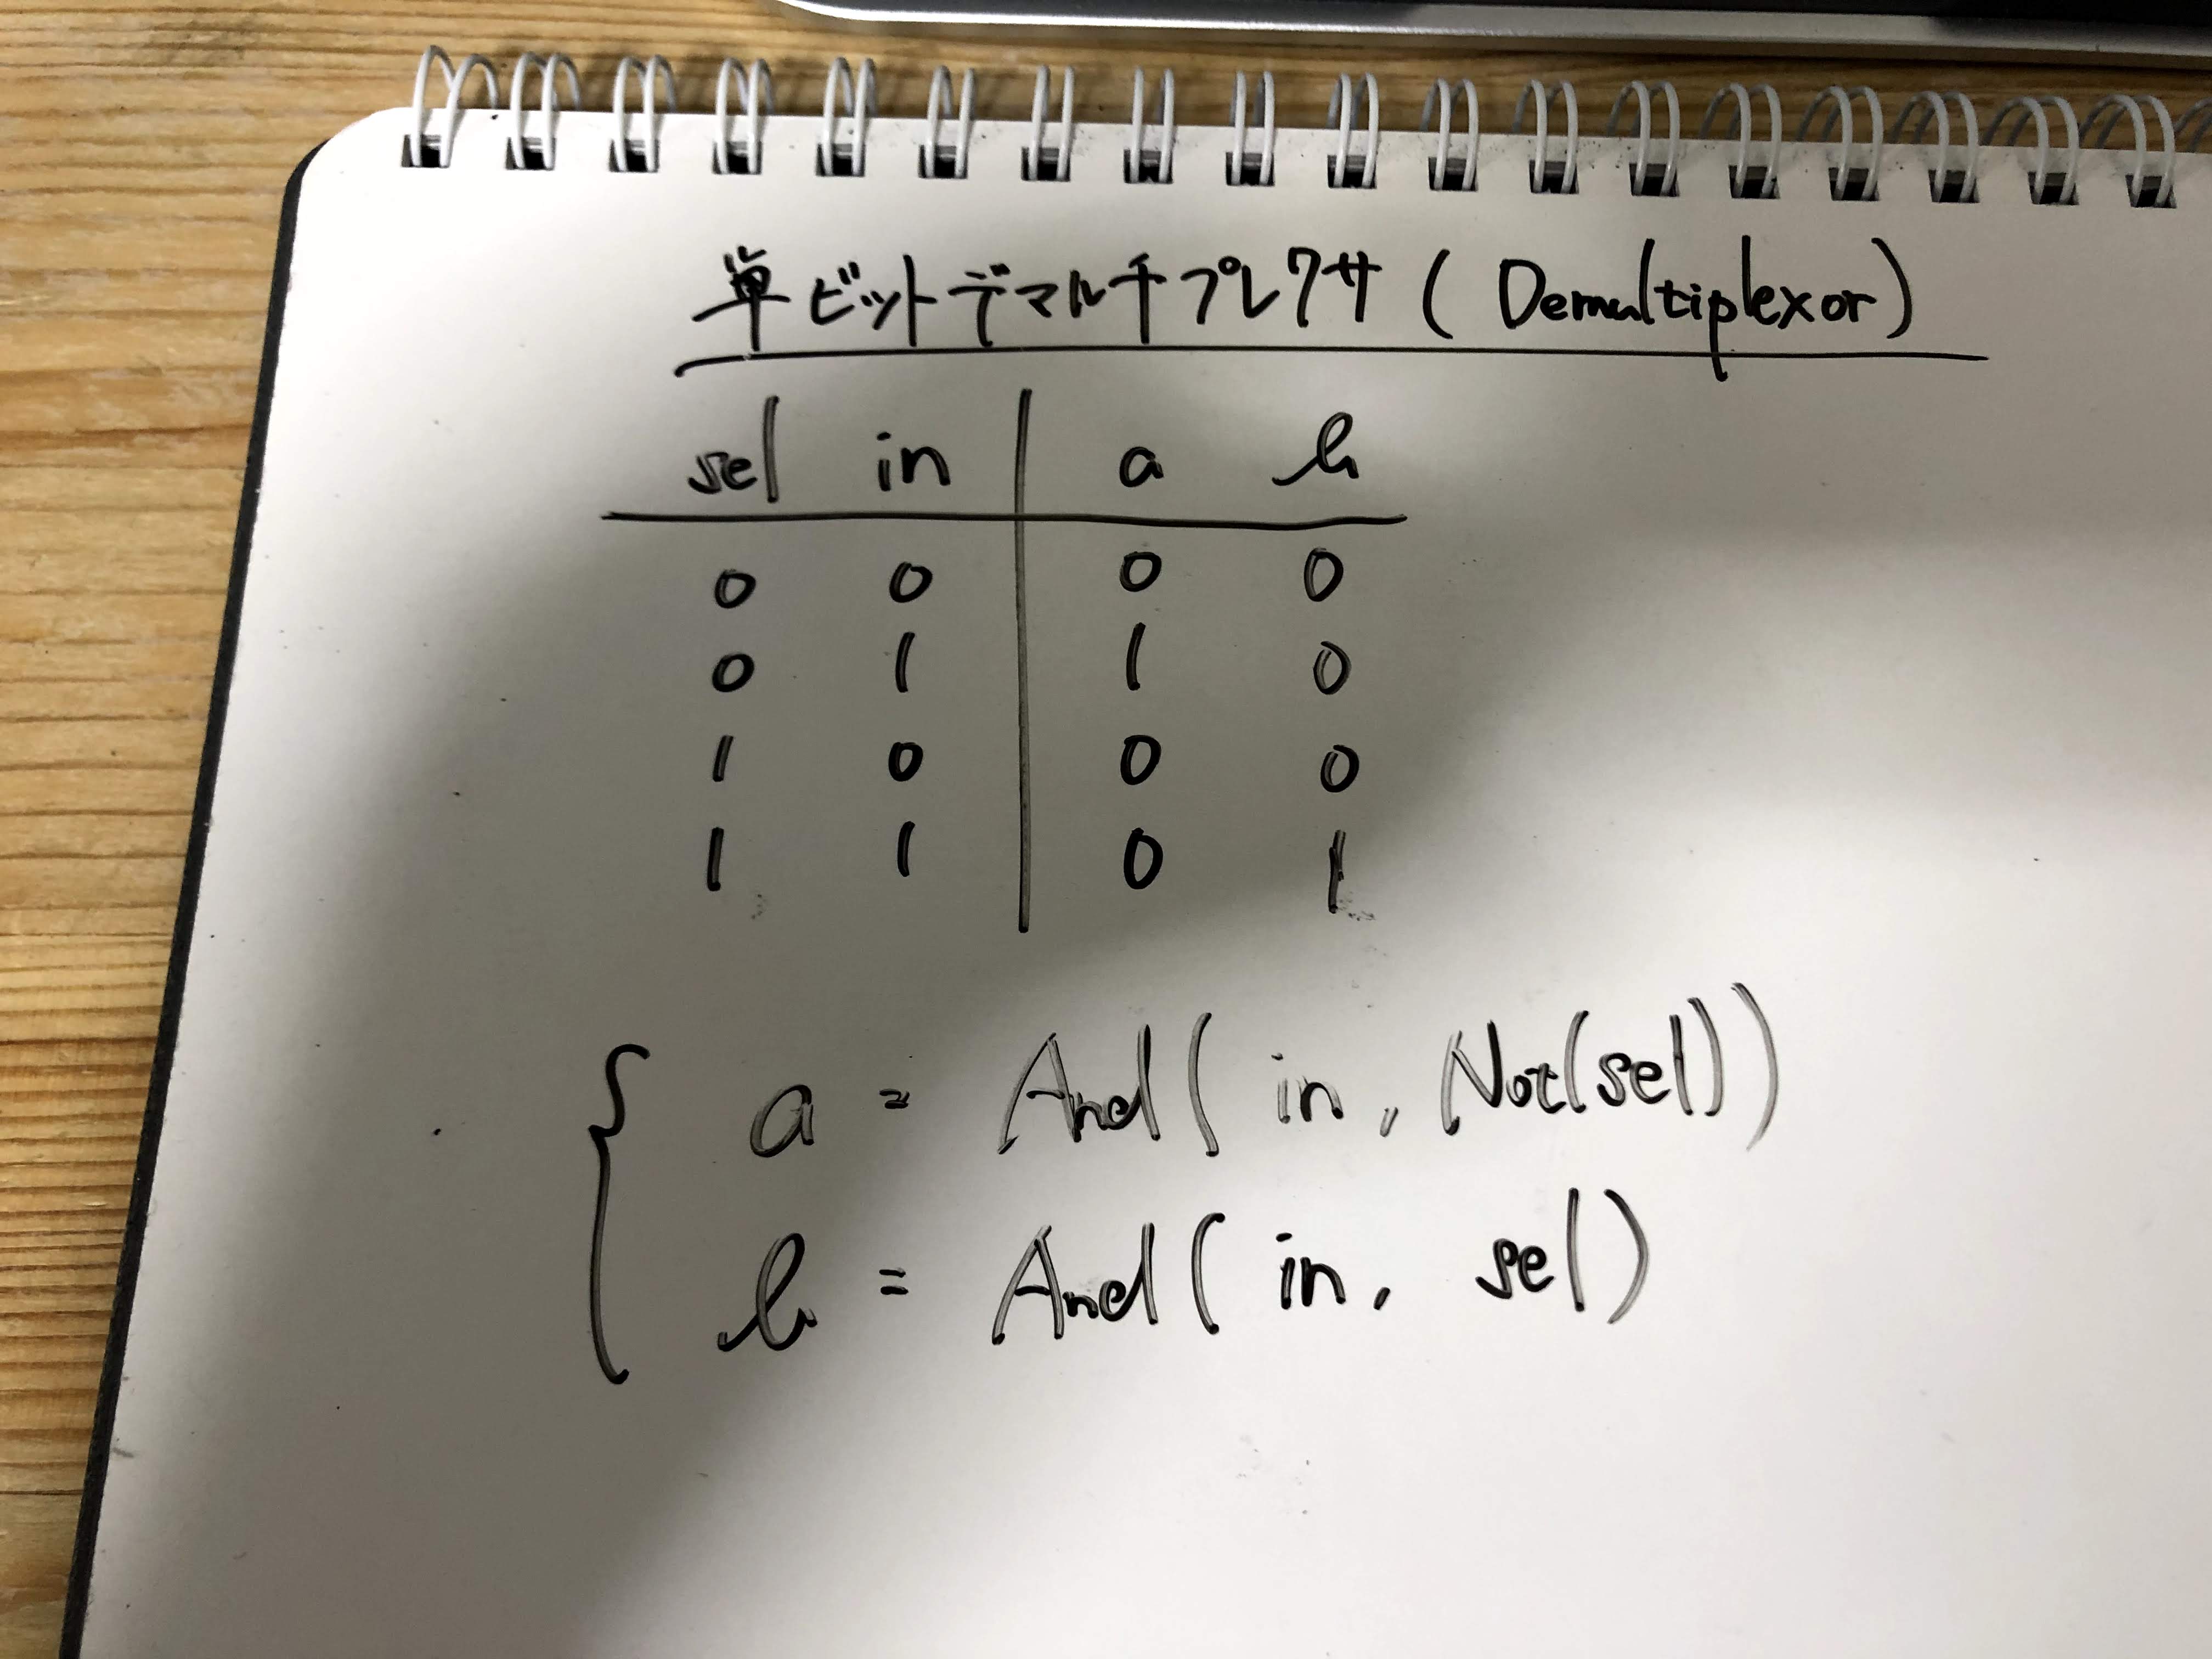 単ビットデマルチプレクサ ( Demultiplexor )
sel in a b
0 0 0 0
0 1 1 0
1 0 0 0
1 1 0 1
a = And( in , Not(sel))
b = And( in , sel)